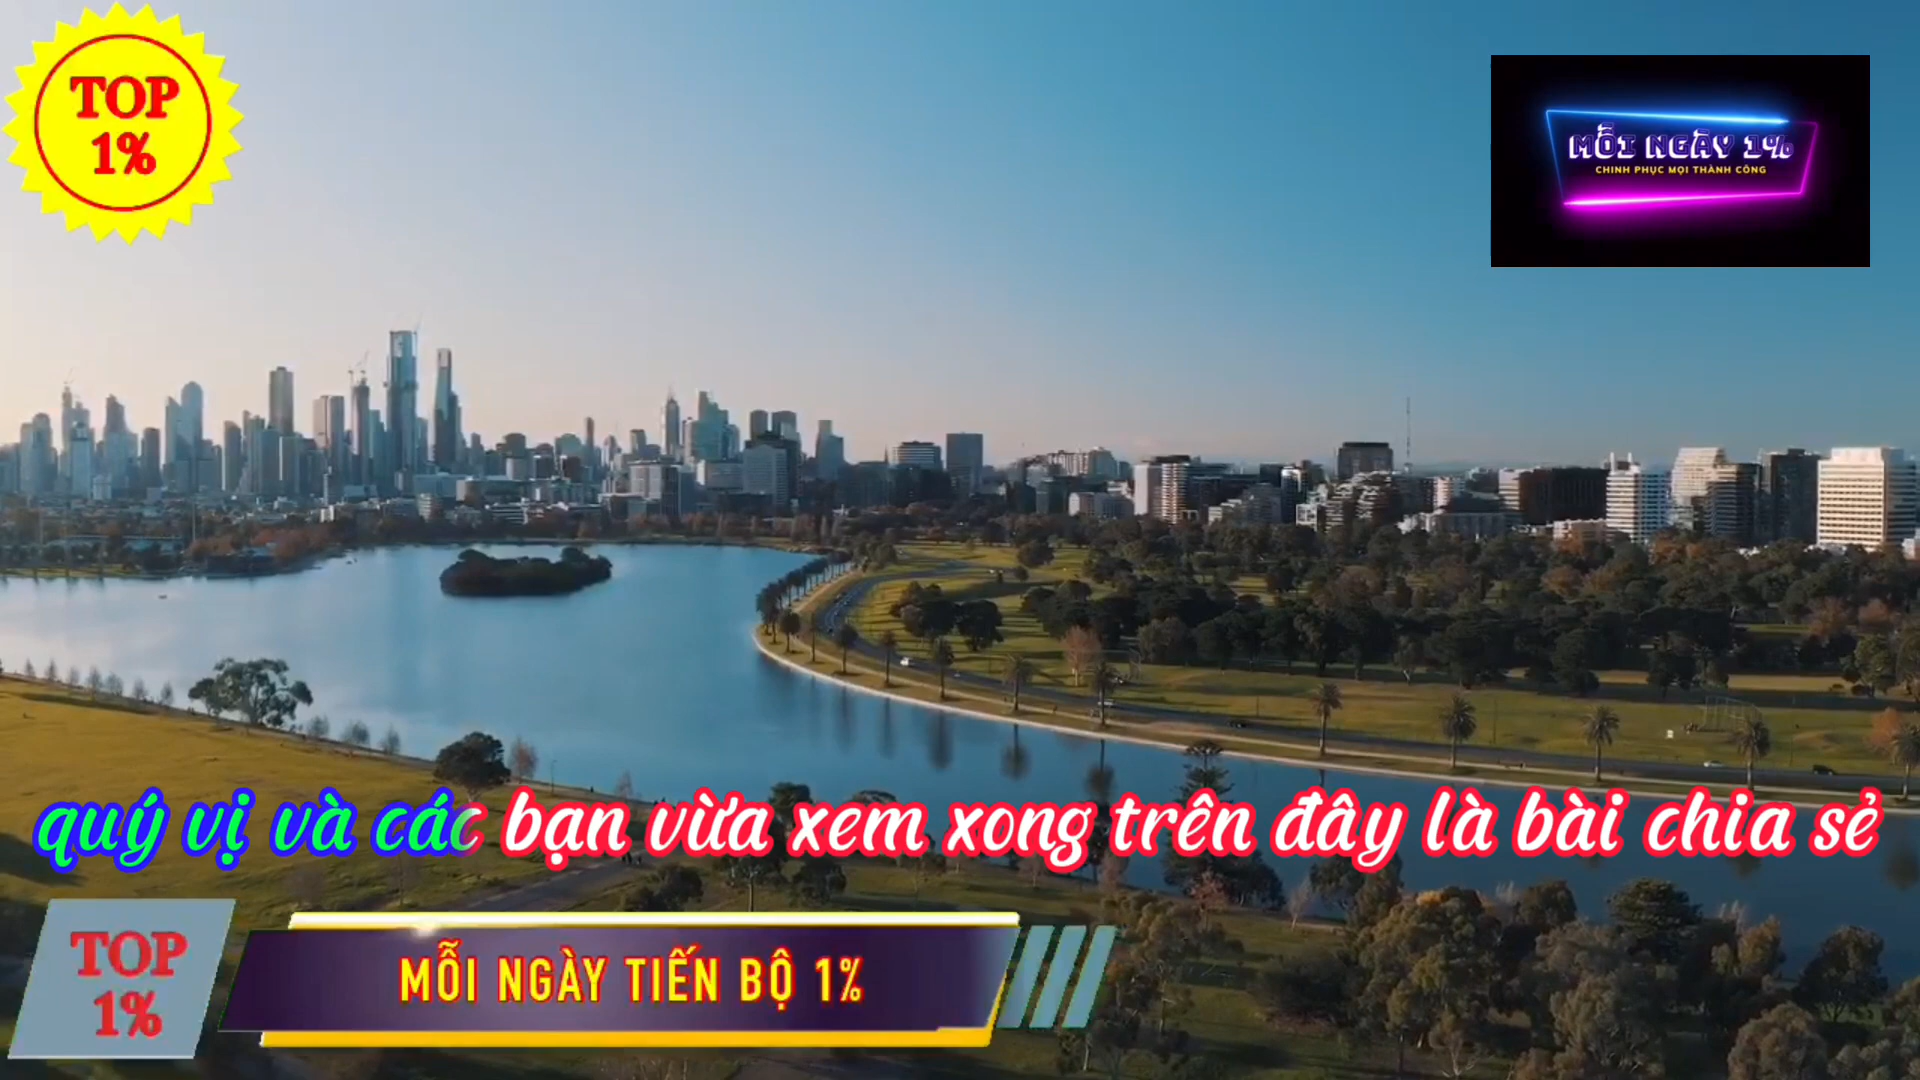 TOP
1%
MỖI NGÀY 1%
CHINH PHỤC MỌI THÀNH CÔNG
quý vị và các bạn vừa xem xong trên đây là bài chia sẻ
TOP
1%
MỖI NGÀY TIẾN BỘ 1%